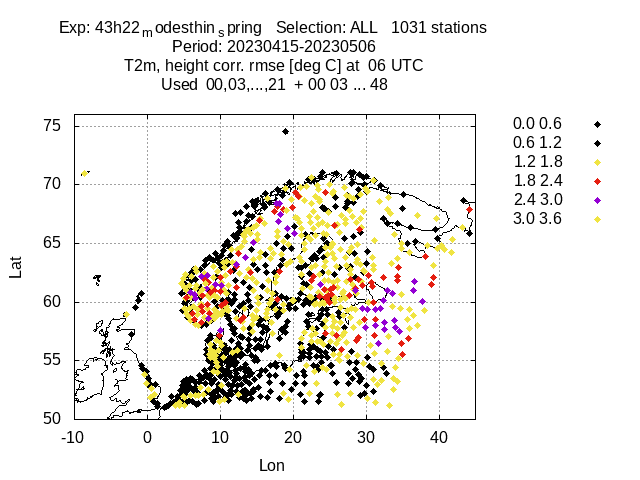 Exp: 43h22modesthinspring   Selection: ALL   1031 stations
Period: 20230415-20230506
T2m, height corr. rmse [deg C] at  06 UTC
Used  00,03,...,21  + 00 03 ... 48
0.0 0.6
0.6 1.2
1.2 1.8
1.8 2.4
2.4 3.0
3.0 3.6
75
70
65
60
55
50
Lat
-10 0 10 20 30 40
Lon